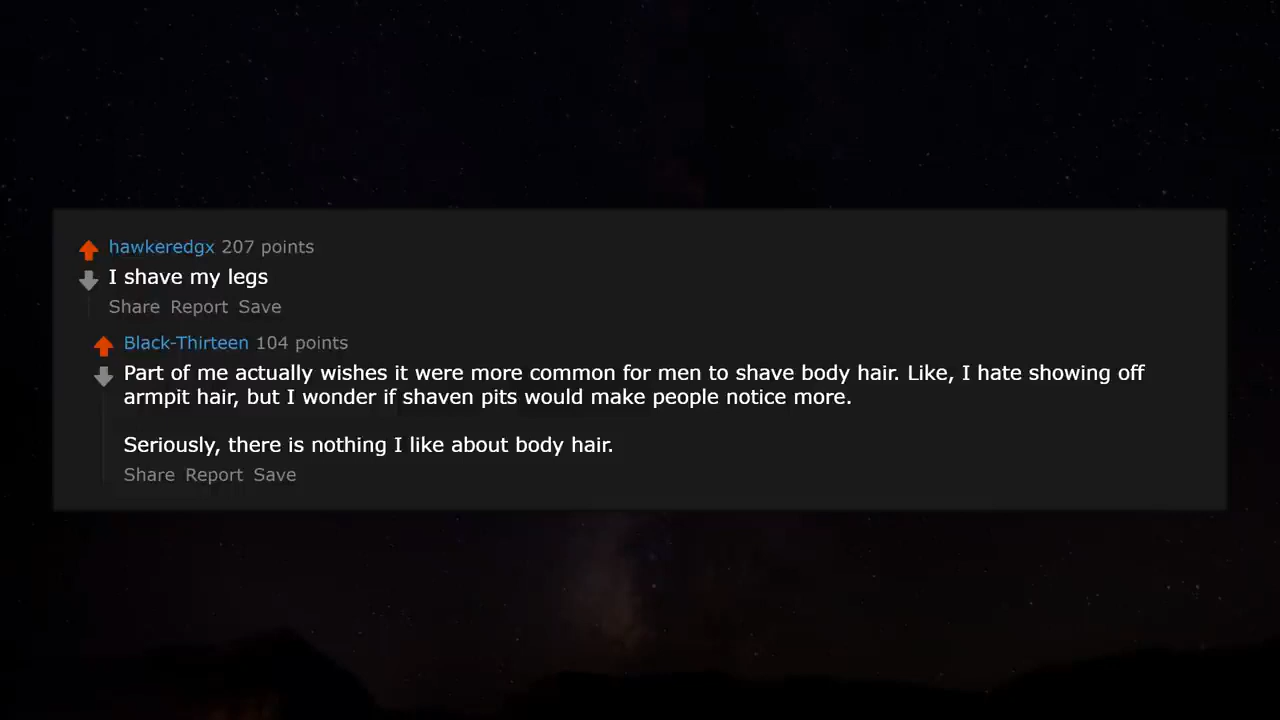 hawkeredgx 207 points
I shave my legs
Share Report Save
Black-Thirteen 104 points
Part of me actually wishes it were more common for men to shave body hair. Like, I hate showing off
armpit hair, but I wonder if shaven pits would make people notice more.
Seriously, there is nothing I like about body hair.
Share Report Save